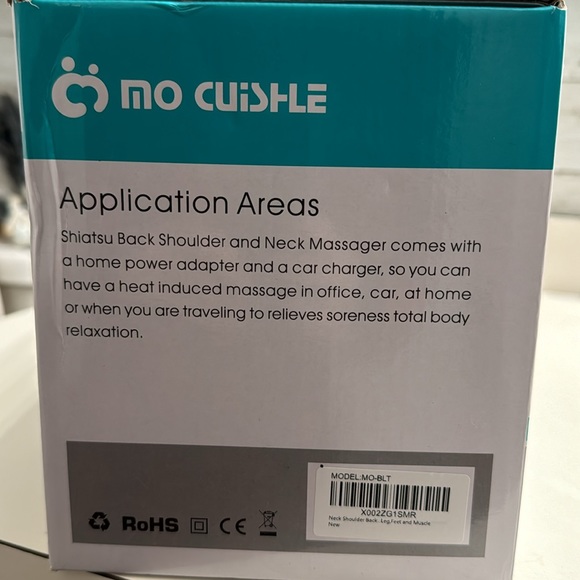 MO CUISHLE
Application Areas
Shiatsu Back Shoulder and Neck Massager comes with
a home power adapter and a car charger, so you can
have a heat induced massage in office, car, at home
or when you are traveling to relieves soreness total body
relaxation.
RoHS CE
MODEL:MO-BLT
X002ZG1SMR
Neck Shoulder Back ,Leg,Feet and Muscle
New